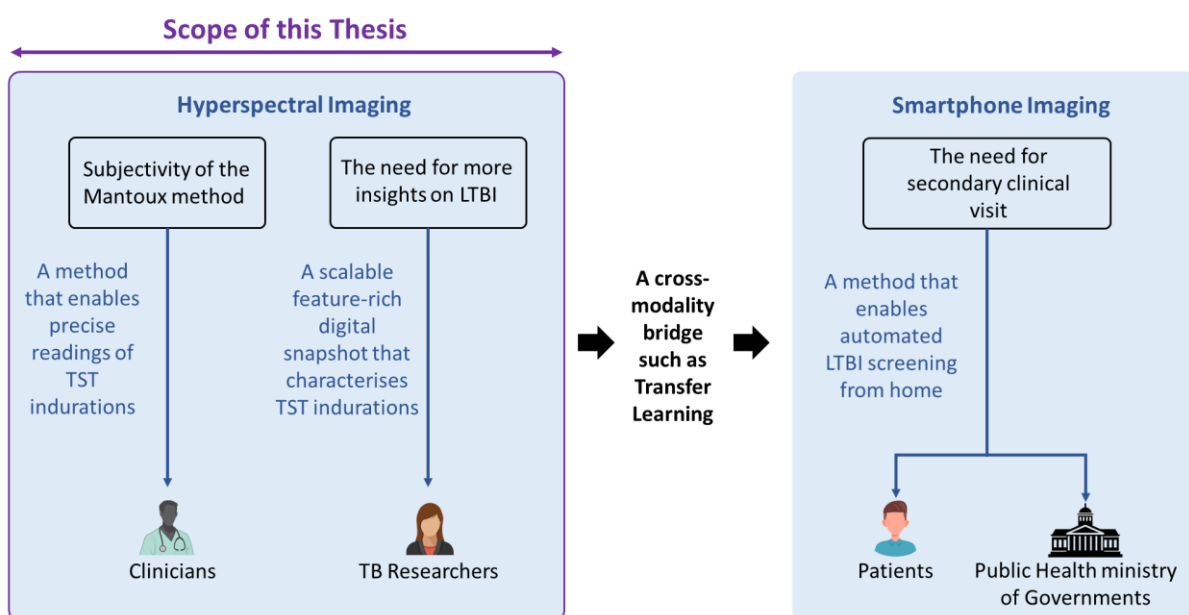 Scope of this Thesis
Hyperspectral Imaging
Subjectivity of the
Mantoux method
The need for more
insights on LTBI
A method
that enables
precise
readings of
TST
indurations
A scalable
feature-rich
digital
snapshot that
characterises
TST indurations
Clinicians
TB Researchers
A cross-
modality
bridge
such as
Transfer
Learning
Smartphone Imaging
The need for
secondary clinical
visit
A method that
enables
automated
LTBI screening
from home
Patients
Public Health ministry
of Governments